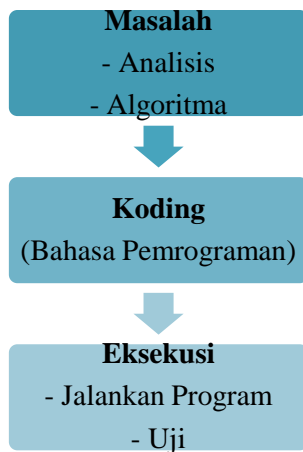 Masalah
- Analisis
- Algoritma
Koding
(Bahasa Pemrograman)
Eksekusi
- Jalankan Program
- Uji